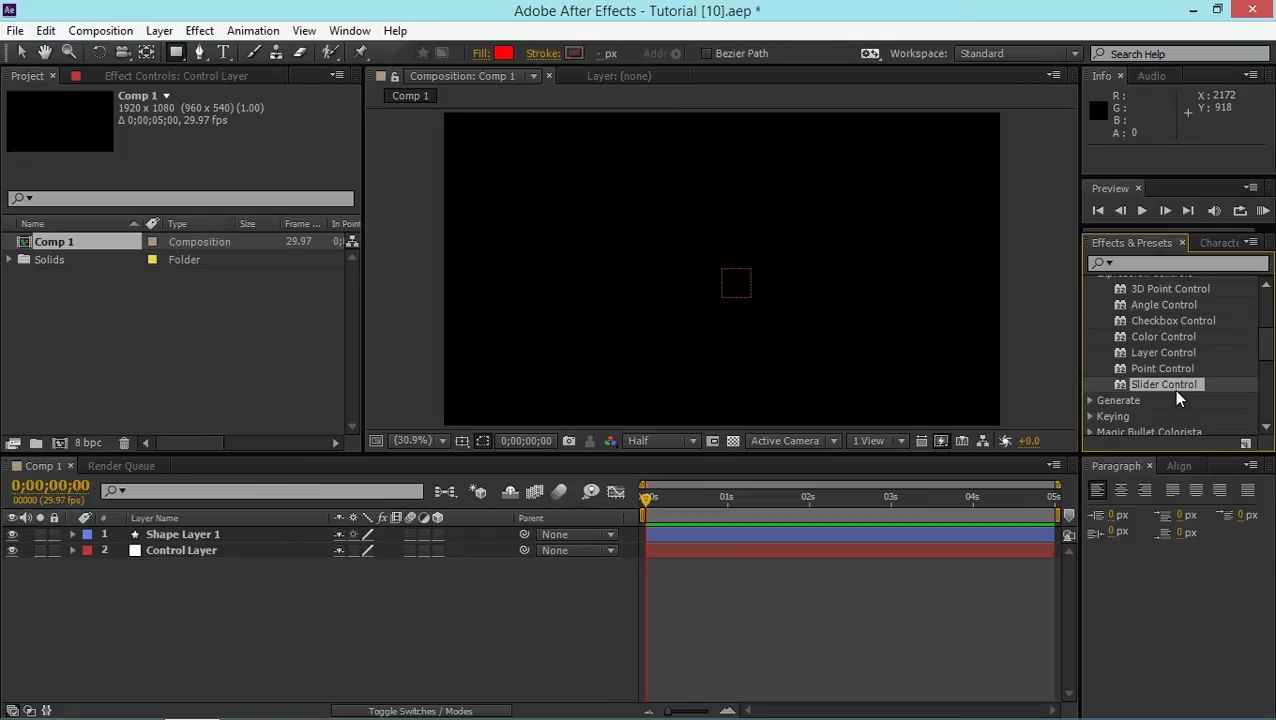 Ae
Adobe After Effects - Tutorial [10].aep *
File Edit Composition Layer Effect Animation View Window Help
Fill: Stroke: - px Add: Bezier Path Workspace: Standard Search Help
Project Effect Controls: Control Layer Composition: Comp 1 Layer: (none) Info Audio
Comp 1
1920 x 1080 (960 x 540) (1.00)
Δ 0;00;05;00, 29.97 fps
Comp 1
R: X: 2172
G: Y: 918
B:
A: 0
Preview
Name Type Size Frame ... In Point
Comp 1 Composition 29.97 0;
Solids Folder
Effects & Presets Characte
3D Point Control
Angle Control
Checkbox Control
Color Control
Layer Control
Point Control
Slider Control
Generate
Keying
Magic Bullet Colorista
8 bpc (30.9%) 0;00;00;00 Half Active Camera 1 View +0.0
Comp 1 Render Queue Paragraph Align
0;00;00;00
00000 (29.97 fps)
01s 02s 03s 04s 05s
# Layer Name Parent
1 Shape Layer 1 None
2 Control Layer None
0 px 0 px 0 px
0 px 0 px
Toggle Switches / Modes